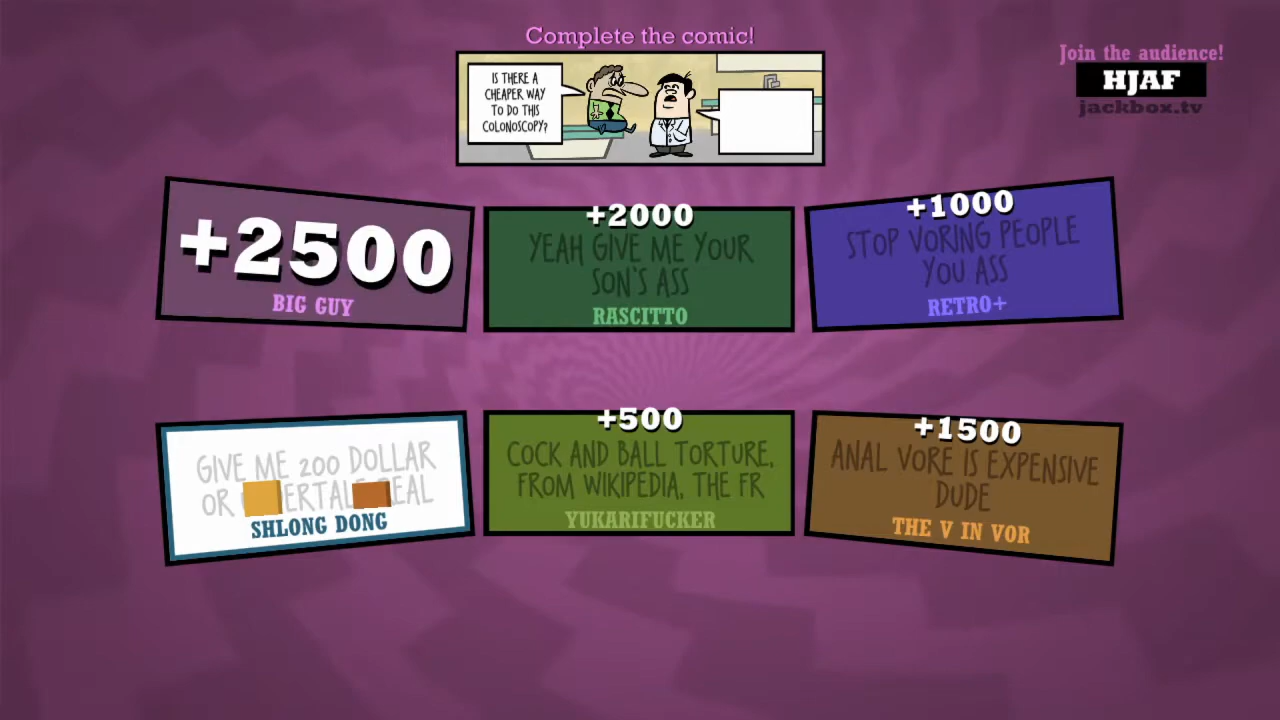 Complete the comic!
Join the audience!
HJAF
jackbox.tv
IS THERE A
CHEAPER WAY
TO DO THIS
COLONOSCOPY?
+2500
BIG GUY
+2000
YEAH GIVE ME YOUR
SON'S ASS
RASCITTO
+1000
STOP VORING PEOPLE
YOU ASS
RETRO+
GIVE ME 200 DOLLAR
OR
SHLONG DONG
+500
COCK AND BALL TORTURE,
FROM WIKIPEDIA, THE FR
YUKARIFUCKER
+1500
ANAL VORE IS EXPENSIVE
DUDE
THE V IN VOR